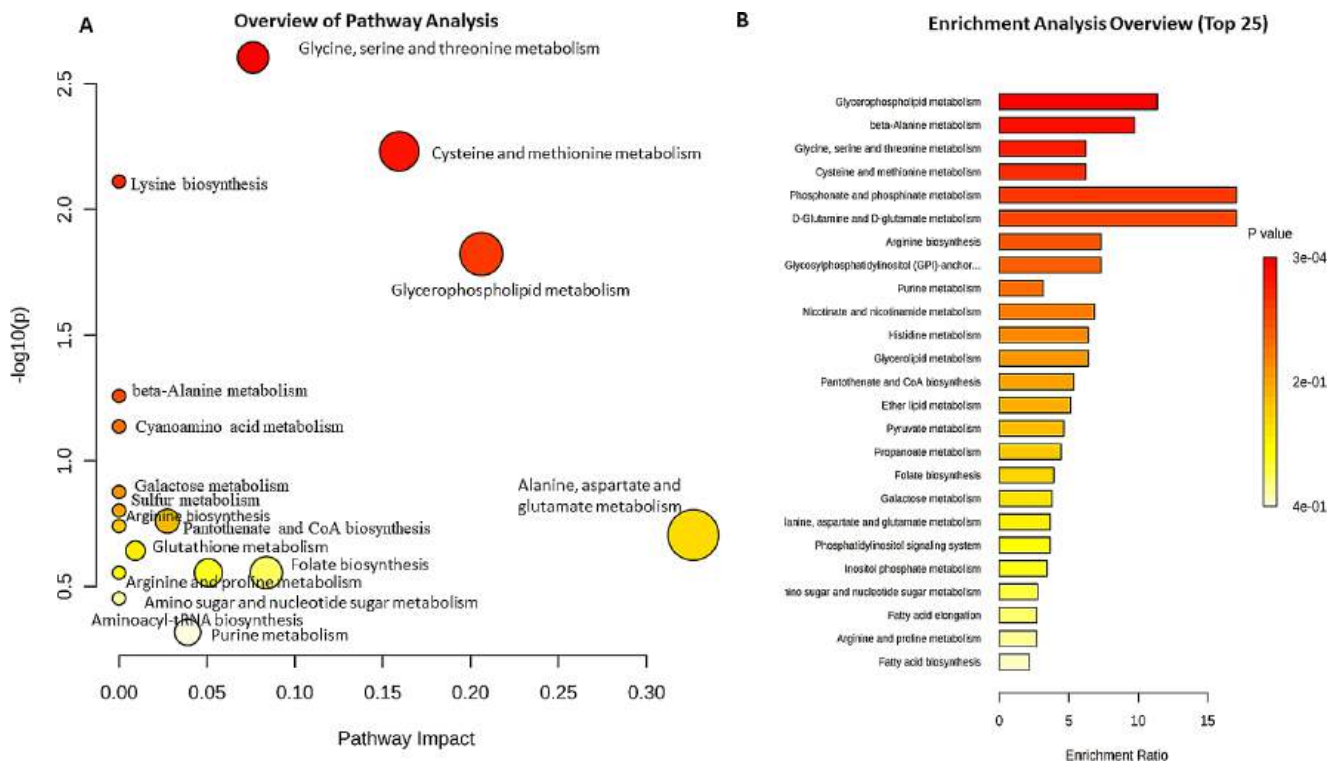 A
Overview of Pathway Analysis
Glycine, serine and threonine metabolism
2.5
Cysteine and methionine metabolism
Lysine biosynthesis
2.0
Glycerophospholipid metabolism
-log10(p)
1.5
beta-Alanine metabolism
Cyanoamino acid metabolism
1.0
Galactose metabolism
Alanine, aspartate and
glutamate metabolism
Sulfur metabolism
Arginine biosynthesis
Pantothenate and CoA biosynthesis
Glutathione metabolism
Folate biosynthesis
0.5
Arginine and proline metabolism
Amino sugar and nucleotide sugar metabolism
Aminoacyl-tRNA biosynthesis
Purine metabolism
0.00 0.05 0.10 0.15 0.20 0.25 0.30
Pathway Impact
B
Enrichment Analysis Overview (Top 25)
Glycerophospholipid metabolism
beta-Alanine metabolism
Glycine, serine and threonine metabolism
Cysteine and methionine metabolism
Phosphonate and phosphinate metabolism
D-Glutamine and D-glutamate metabolism
Arginine biosynthesis
Glycosylphosphatidylinositol (GPI)-anchor...
Purine metabolism
Nicotinate and nicotinamide metabolism
Histidine metabolism
Glycerolipid metabolism
Pantothenate and CoA biosynthesis
Ether lipid metabolism
Pyruvate metabolism
Propanoate metabolism
Folate biosynthesis
Galactose metabolism
lanine, aspartate and glutamate metabolism
Phosphatidylinositol signaling system
Inositol phosphate metabolism
nino sugar and nucleotide sugar metabolism
Fatty acid elongation
Arginine and proline metabolism
Fatty acid biosynthesis
0 5 10 15
Enrichment Ratio
P value
3e-04
2e-01
4e-01